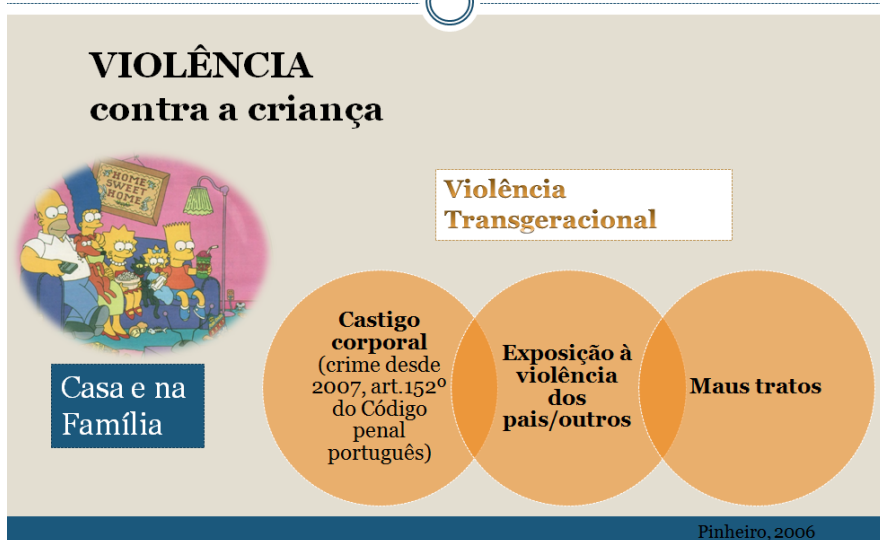 VIOLÊNCIA
contra a criança
HOME
SWEET
HOME
Violência
Transgeracional
Casa e na
Família
Castigo
corporal
(crime desde
2007, art.152º
do Código
penal
português)
Exposição à
violência
dos
pais/outros
Maus tratos
Pinheiro, 2006